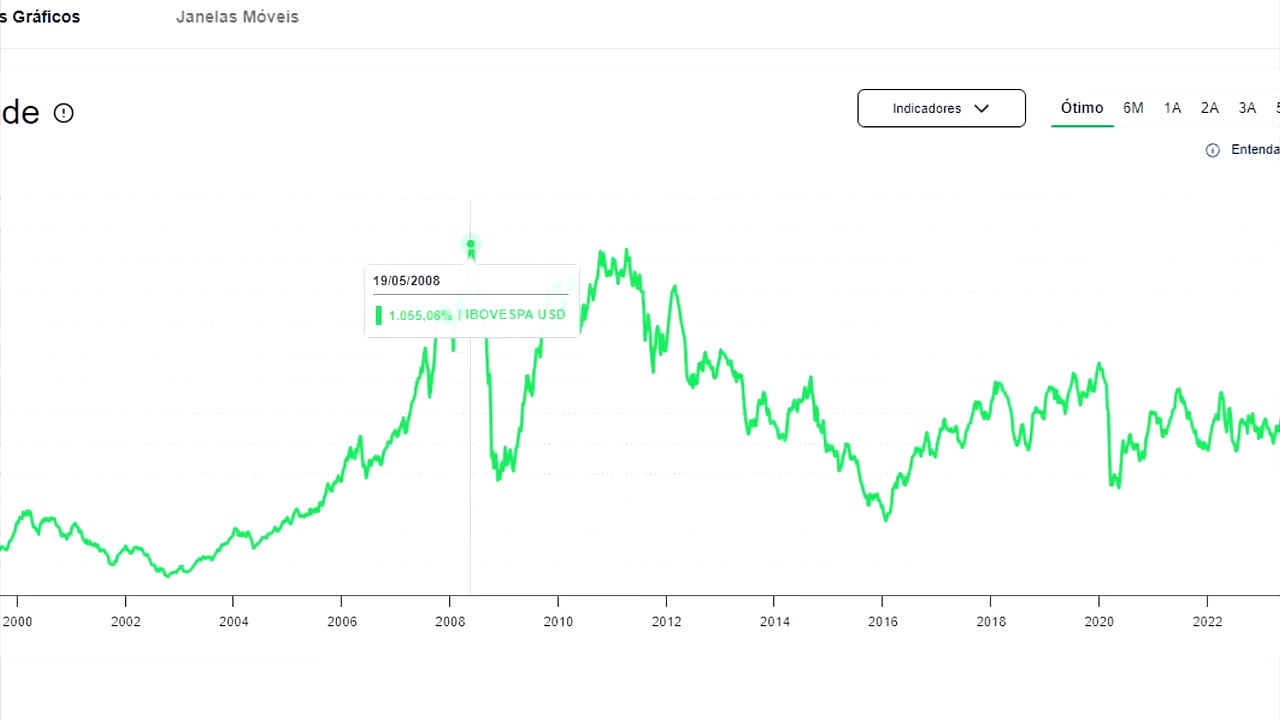 s Gráficos Janelas Móveis
de
Indicadores Ótimo 6M 1A 2A 3A 5
Entenda
19/05/2008
1.055,06% | IBOVESPA USD
2000 2002 2004 2006 2008 2010 2012 2014 2016 2018 2020 2022